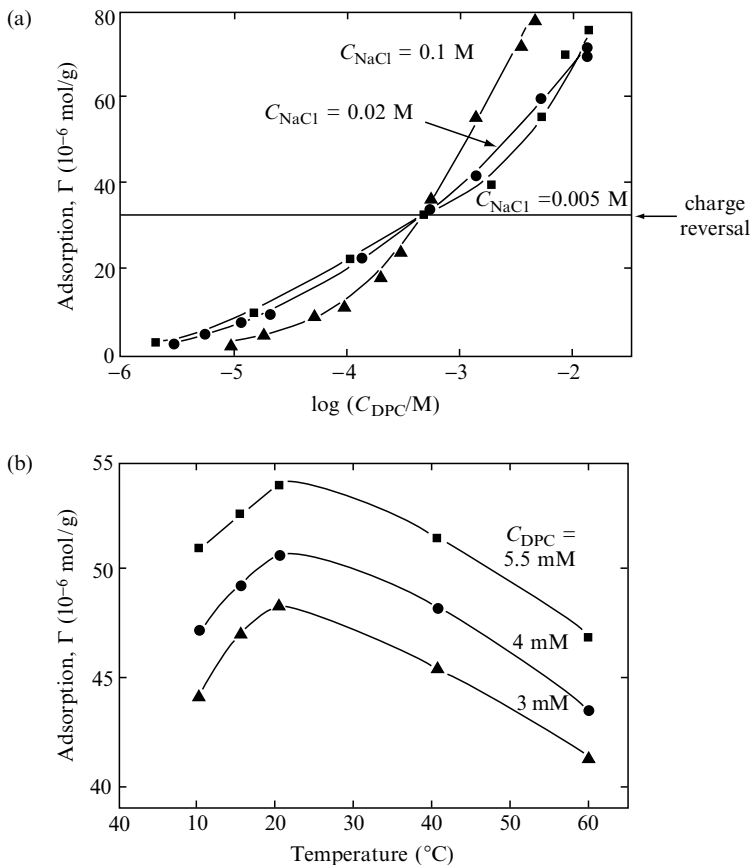 (a)
80
60
40
20
0
Adsorption, Γ (10⁻⁶ mol/g)
C_NaCl = 0.1 M
C_NaCl = 0.02 M
C_NaCl =0.005 M
charge
reversal
−6 −5 −4 −3 −2
log (C_DPC/M)
(b)
55
50
45
40
Adsorption, Γ (10⁻⁶ mol/g)
C_DPC =
5.5 mM
4 mM
3 mM
40 10 20 30 40 50 60
Temperature (°C)